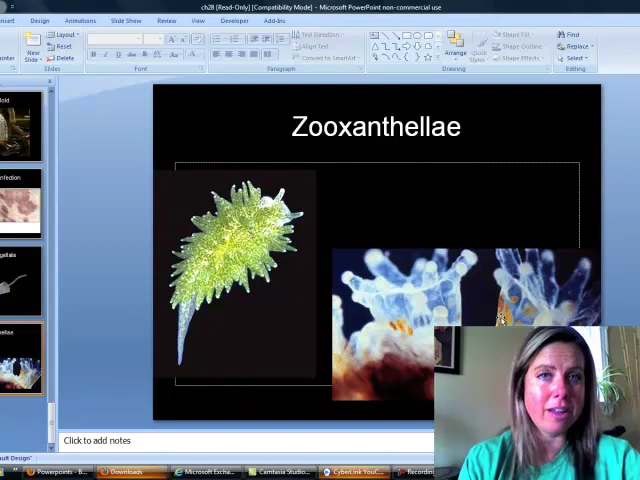 ch28 [Read-Only] [Compatibility Mode] - Microsoft PowerPoint non-commercial use
Insert Design Animations Slide Show Review View Developer Add-Ins
Layout Text Direction Shape Fill Find
Reset Align Text Shape Outline Replace
New Slide Delete Convert to SmartArt Arrange Quick Styles Shape Effects Select
Slides Font Paragraph Drawing Editing
Zooxanthellae
Click to add notes
Powerpoints - B... Downloads Microsoft Excha... Camtasia Studio... CyberLink YouC... Recording